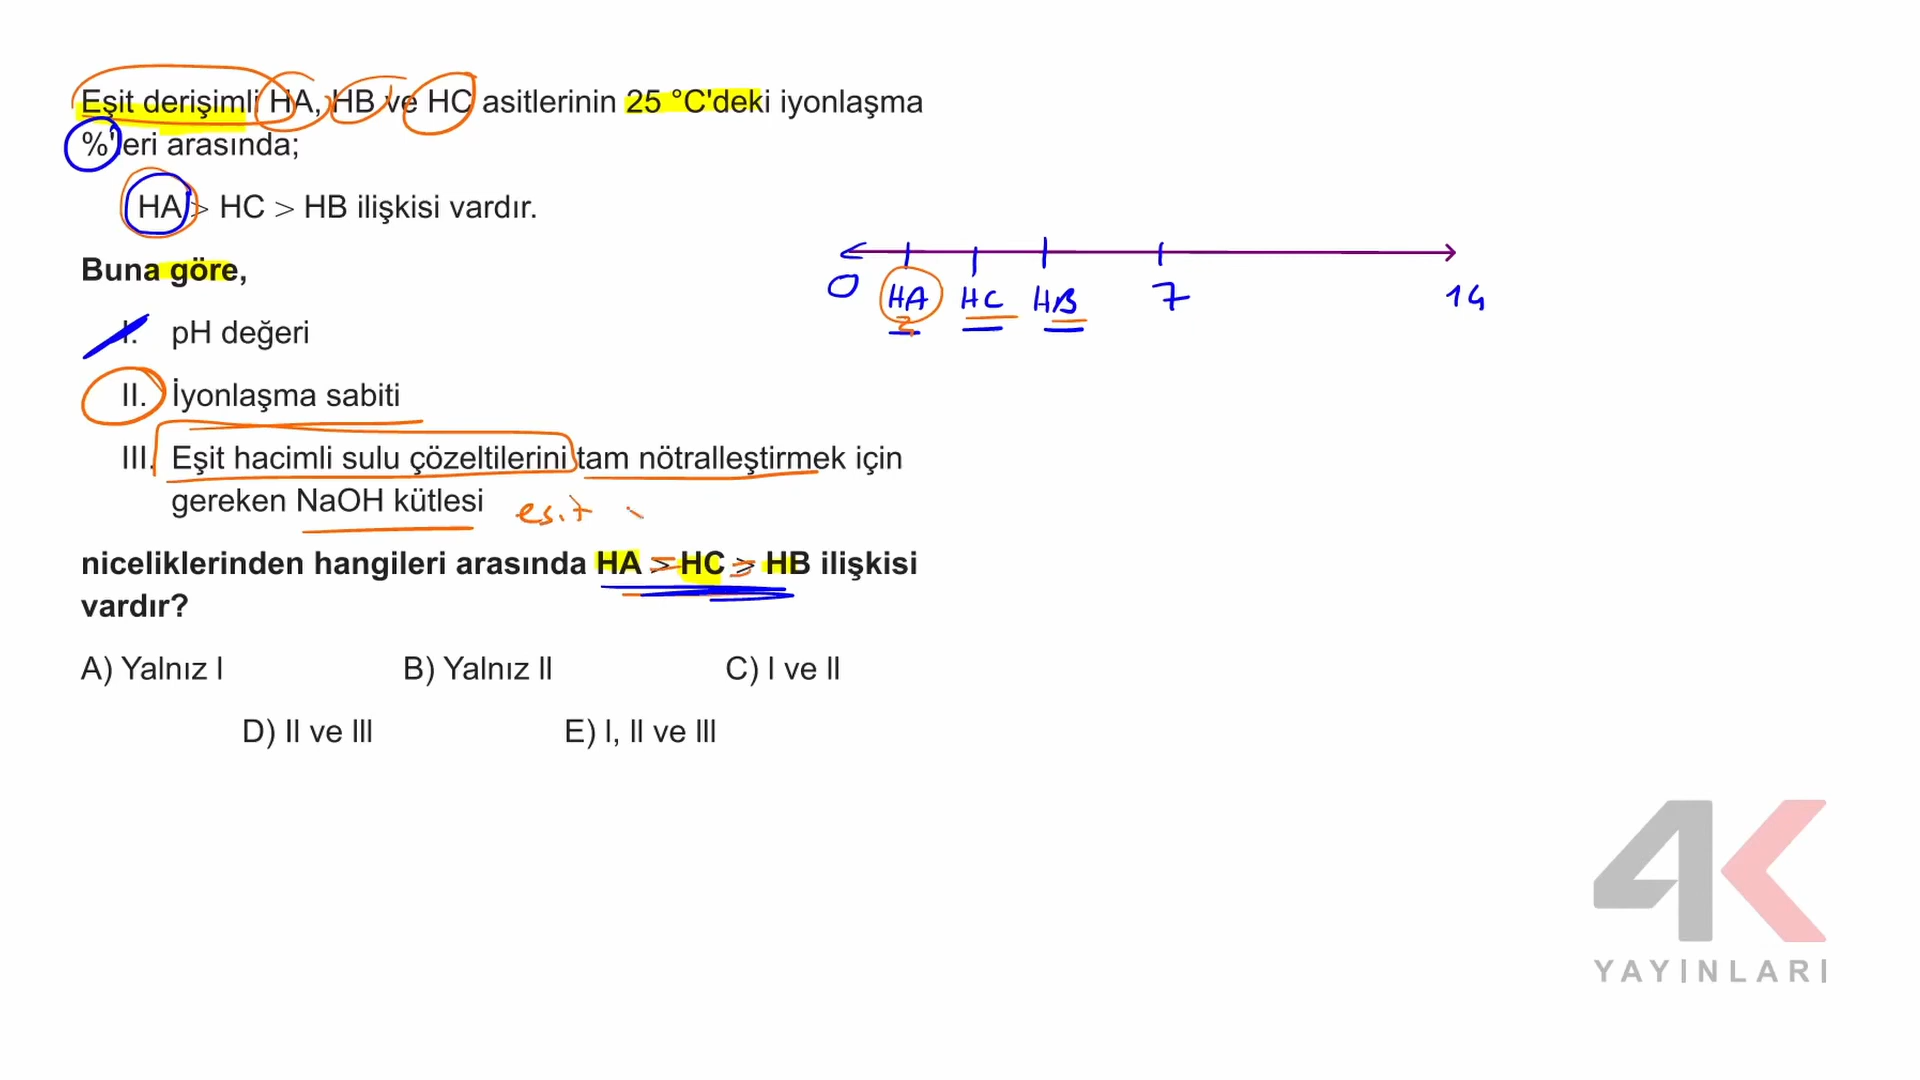 Eşit derişimli HA, HB ve HC asitlerinin 25 °C'deki iyonlaşma
%'leri arasında;
HA > HC > HB ilişkisi vardır.
0 HA HC HB 7 14
2
Buna göre,
I. pH değeri
II. İyonlaşma sabiti
III. Eşit hacimli sulu çözeltilerini tam nötralleştirmek için
gereken NaOH kütlesi eşit
niceliklerinden hangileri arasında HA > HC > HB ilişkisi
vardır?
A) Yalnız I B) Yalnız II C) I ve II
D) II ve III E) I, II ve III
4K
YAYINLARI